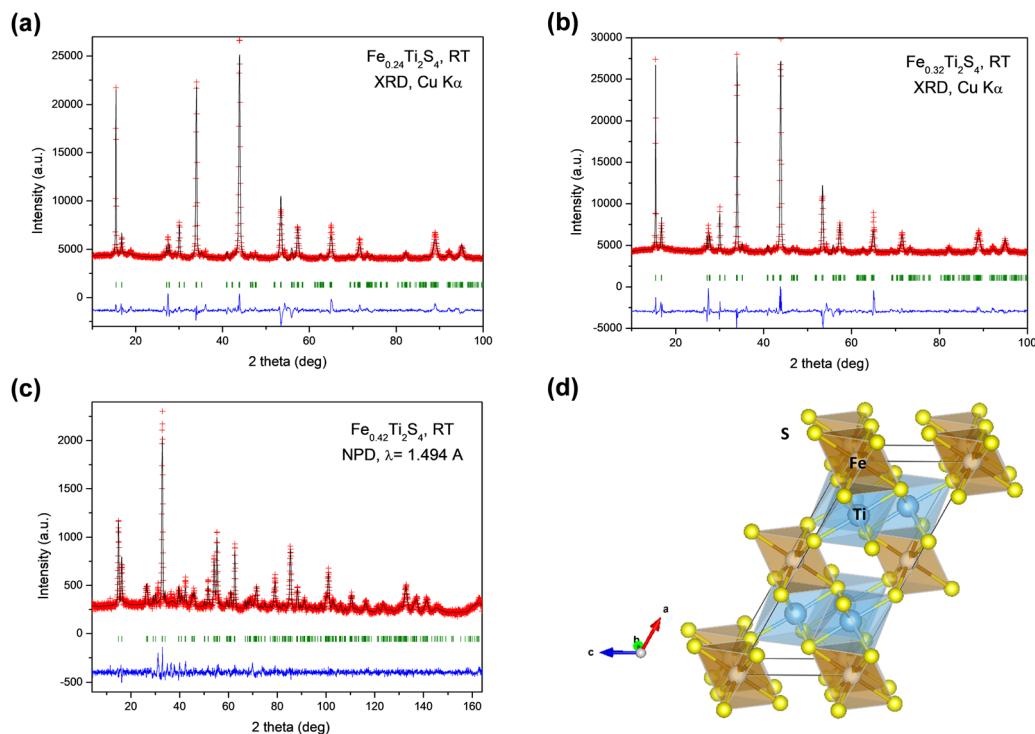 (a)
Fe0.24Ti2S4, RT
XRD, Cu Kα
Intensity (a.u.)
25000
20000
15000
10000
5000
0
20 40 60 80 100
2 theta (deg)
(b)
Fe0.32Ti2S4, RT
XRD, Cu Kα
Intensity (a.u.)
30000
25000
20000
15000
10000
5000
0
-5000
20 40 60 80 100
2 theta (deg)
(c)
Fe0.42Ti2S4, RT
NPD, λ= 1.494 A
Intensity (a.u.)
2000
1500
1000
500
0
-500
20 40 60 80 100 120 140 160
2 theta (deg)
(d)
S
Fe
Ti
a
b
c